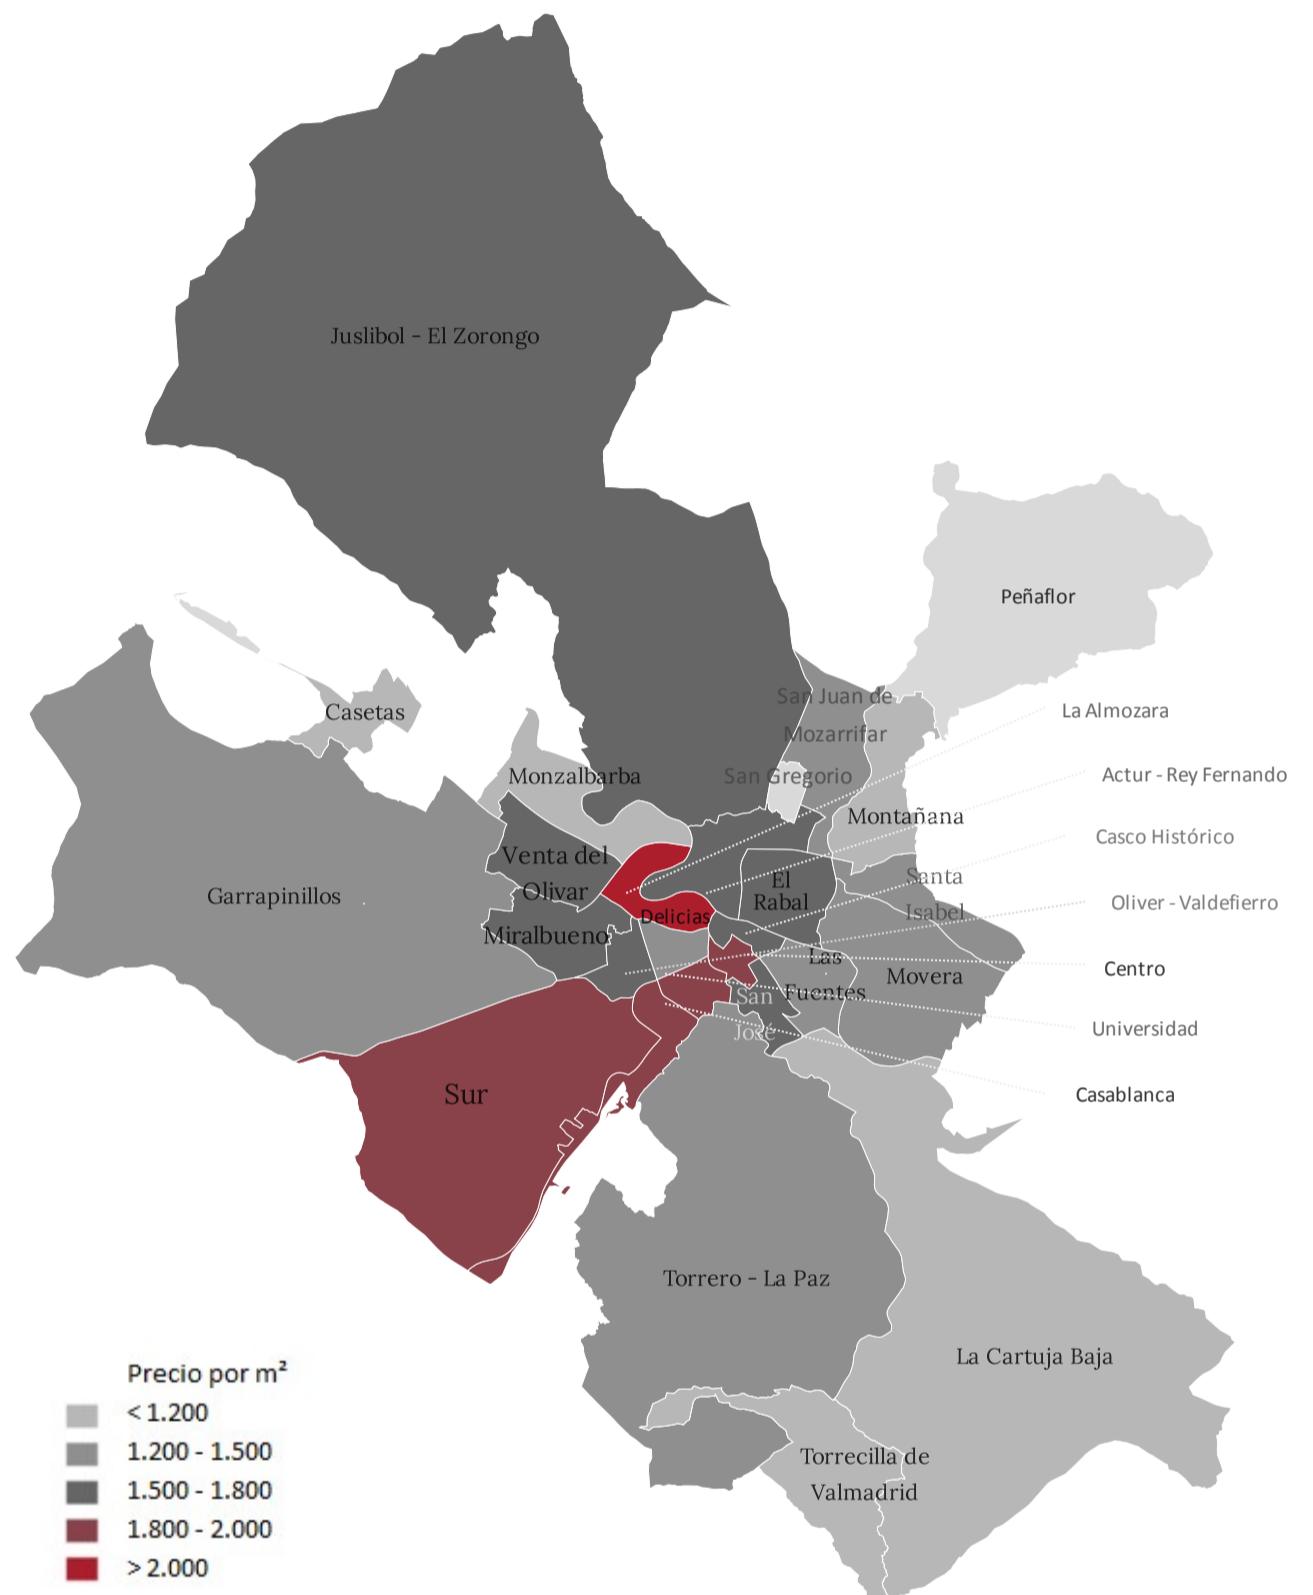 Juslibol - El Zorongo
Peñaflor
San Juan de
Mozarrifar
La Almozara
Casetas
Monzalbarba
San Gregorio
Actur - Rey Fernando
Montañana
Casco Histórico
Venta del
Olivar
El
Rabal
Santa
Isabel
Garrapinillos
Oliver - Valdefierro
Delicias
Miralbueno
Las
Fuentes
Movera
Centro
San
José
Universidad
Sur
Casablanca
Torrero - La Paz
La Cartuja Baja
Torrecilla de
Valmadrid
Precio por m²
< 1.200
1.200 - 1.500
1.500 - 1.800
1.800 - 2.000
> 2.000